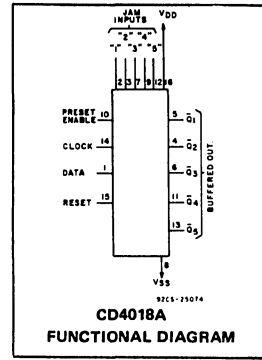 JAM
INPUTS
"2" "4"
"1" "3" "5"
VDD
2 3 7 9 12 16
PRESET
ENABLE 10
CLOCK 14
DATA 1
RESET 15
5 Q̅1
4 Q̅2
6 Q̅3
11 Q̅4
13 Q̅5
BUFFERED OUT.
8
VSS
92CS-25074
CD4018A
FUNCTIONAL DIAGRAM